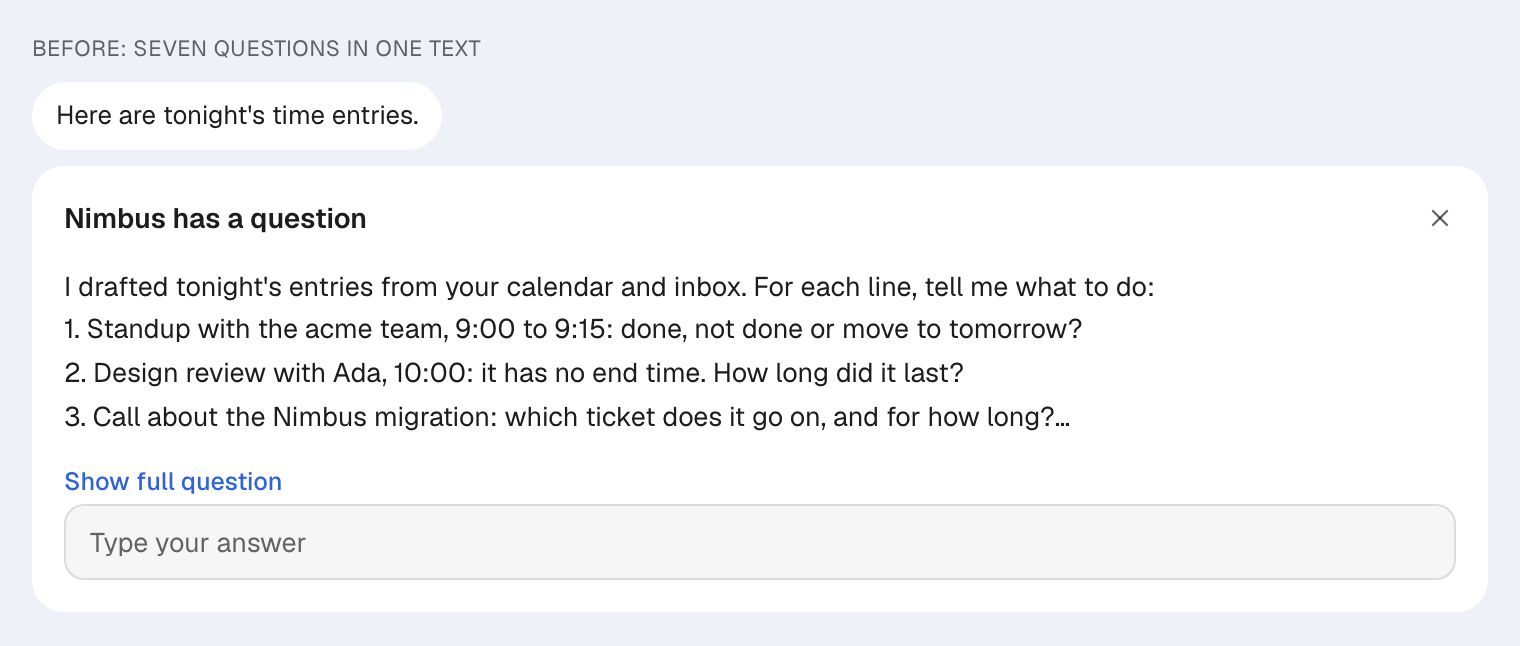 BEFORE: SEVEN QUESTIONS IN ONE TEXT
Here are tonight's time entries.
Nimbus has a question
I drafted tonight's entries from your calendar and inbox. For each line, tell me what to do:
1. Standup with the acme team, 9:00 to 9:15: done, not done or move to tomorrow?
2. Design review with Ada, 10:00: it has no end time. How long did it last?
3. Call about the Nimbus migration: which ticket does it go on, and for how long?...
Show full question
Type your answer